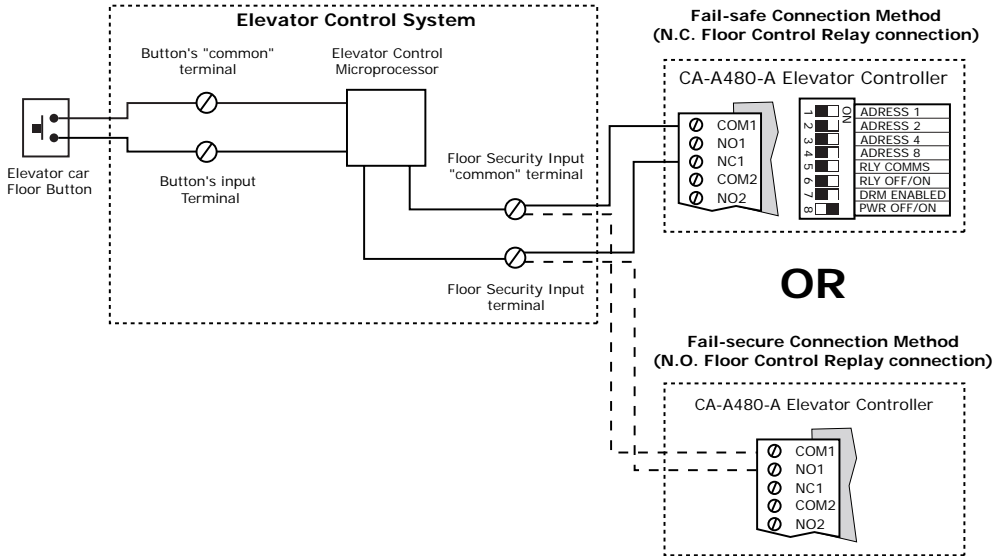 Elevator Control System
Button's "common"
terminal
Elevator Control
Microprocessor
Elevator car
Floor Button
Button's input
Terminal
Floor Security Input
"common" terminal
Floor Security Input
terminal
Fail-safe Connection Method
(N.C. Floor Control Relay connection)
CA-A480-A Elevator Controller
COM1
NO1
NC1
COM2
NO2
ON
1 ADRESS 1
2 ADRESS 2
3 ADRESS 4
4 ADRESS 8
5 RLY COMMS
6 RLY OFF/ON
7 DRM ENABLED
8 PWR OFF/ON
OR
Fail-secure Connection Method
(N.O. Floor Control Replay connection)
CA-A480-A Elevator Controller
COM1
NO1
NC1
COM2
NO2